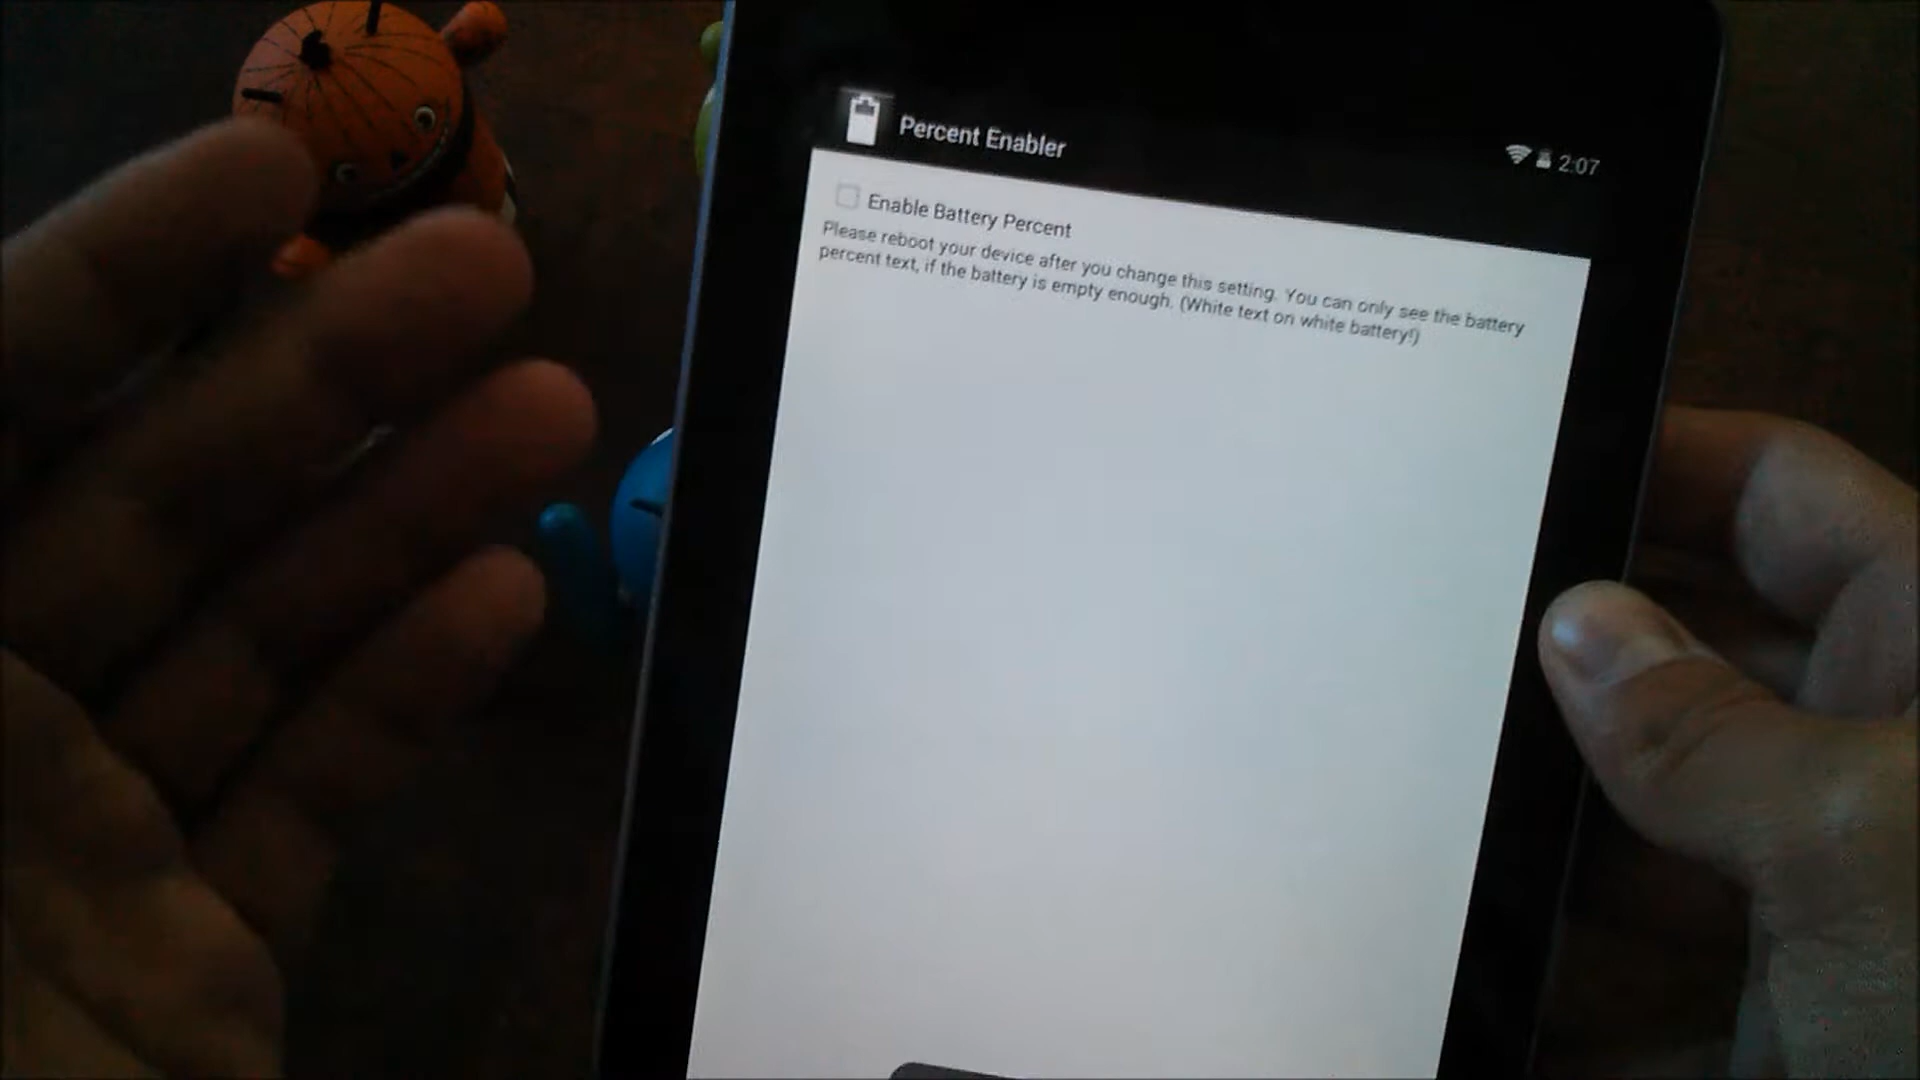 Percent Enabler
2:07
Enable Battery Percent
Please reboot your device after you change this setting. You can only see the battery
percent text, if the battery is empty enough. (White text on white battery!)